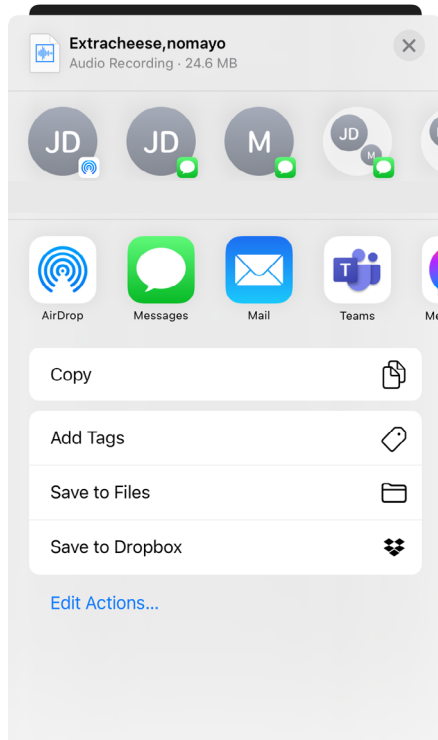 Extracheese,nomayo
Audio Recording · 24.6 MB
JD
JD
M
JD
M
T
AirDrop
Messages
Mail
Teams
Me
Copy
Add Tags
Save to Files
Save to Dropbox
Edit Actions...